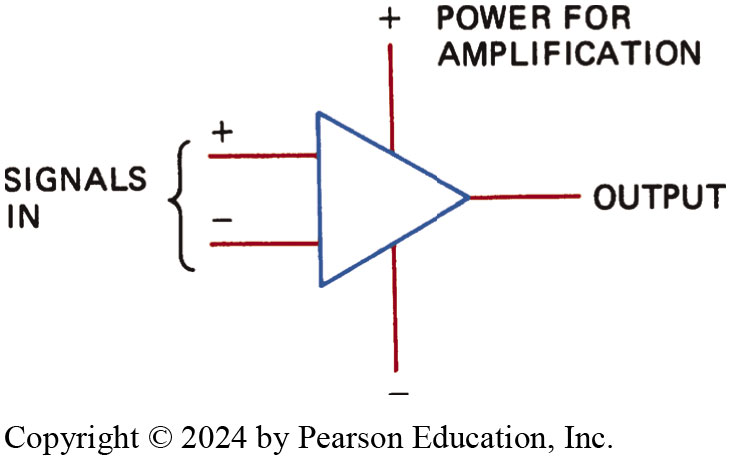 + POWER FOR
AMPLIFICATION
+
SIGNALS
IN
−
OUTPUT
−
Copyright © 2024 by Pearson Education, Inc.